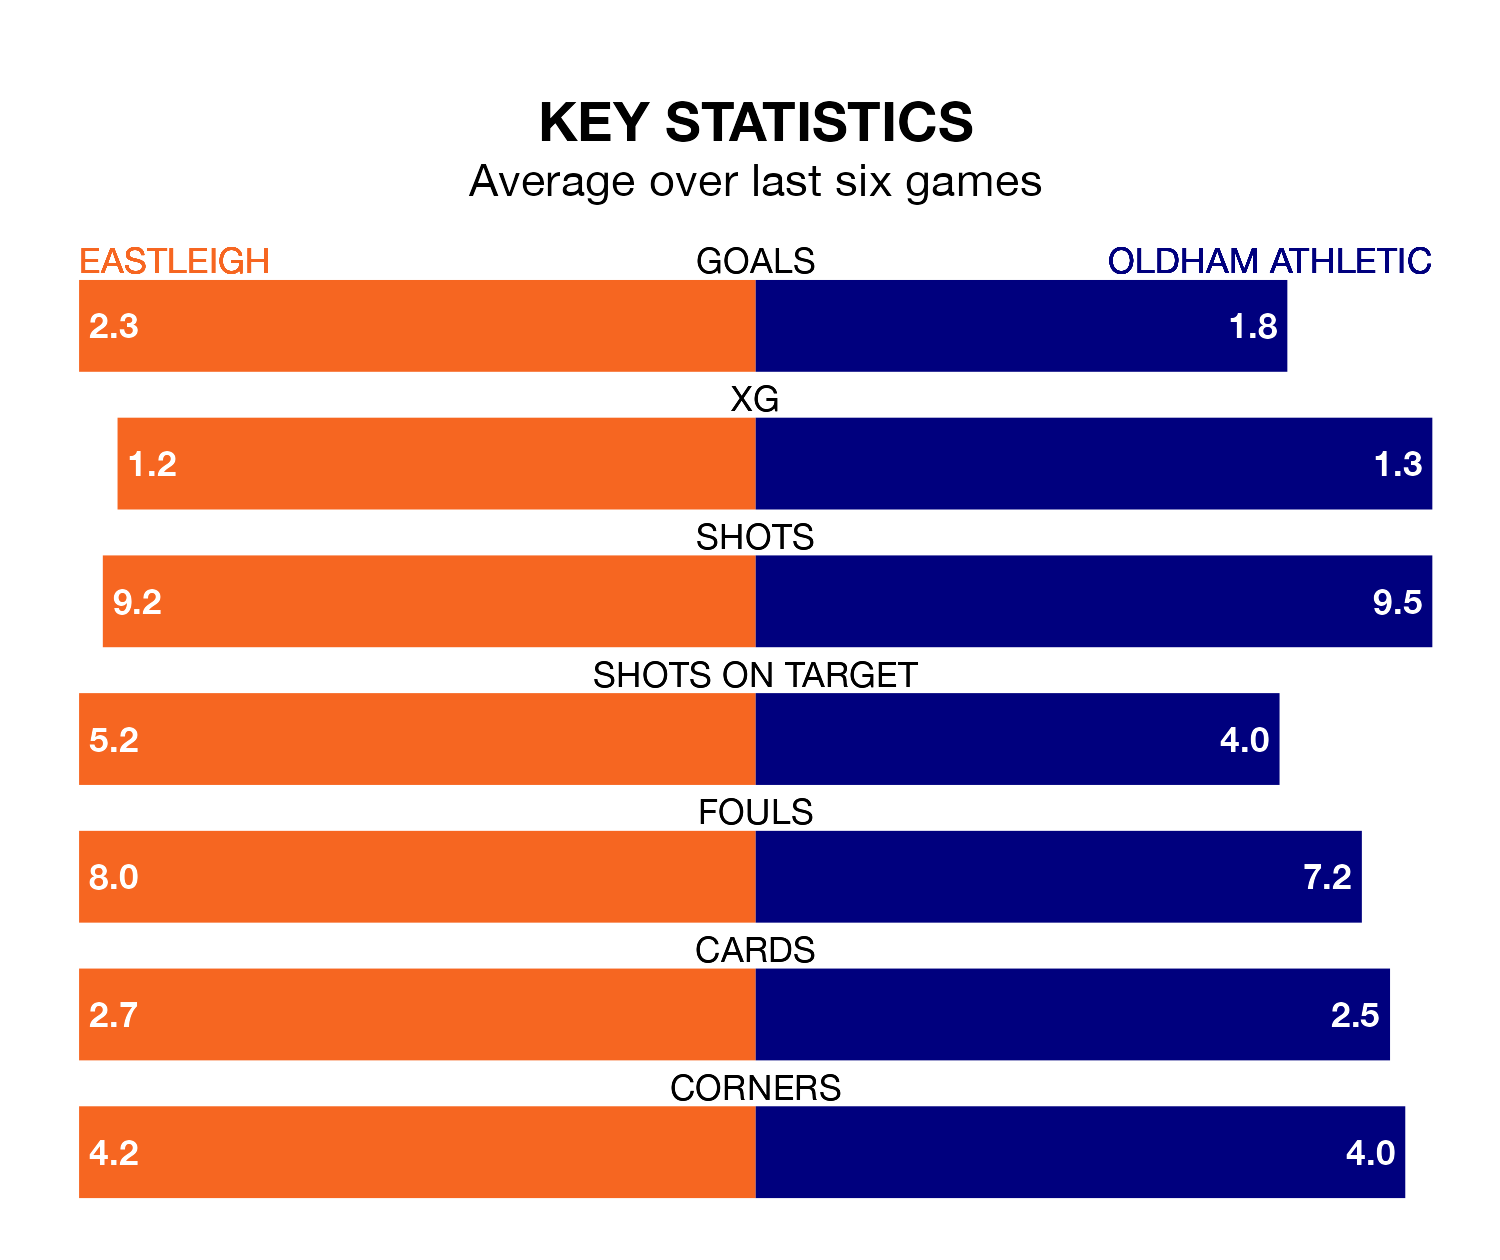 KEY STATISTICS
Average over last six games
EASTLEIGH GOALS OLDHAM ATHLETIC
2.3 1.8
XG
1.2 1.3
SHOTS
9.2 9.5
SHOTS ON TARGET
5.2 4.0
FOULS
8.0 7.2
CARDS
2.7 2.5
CORNERS
4.2 4.0